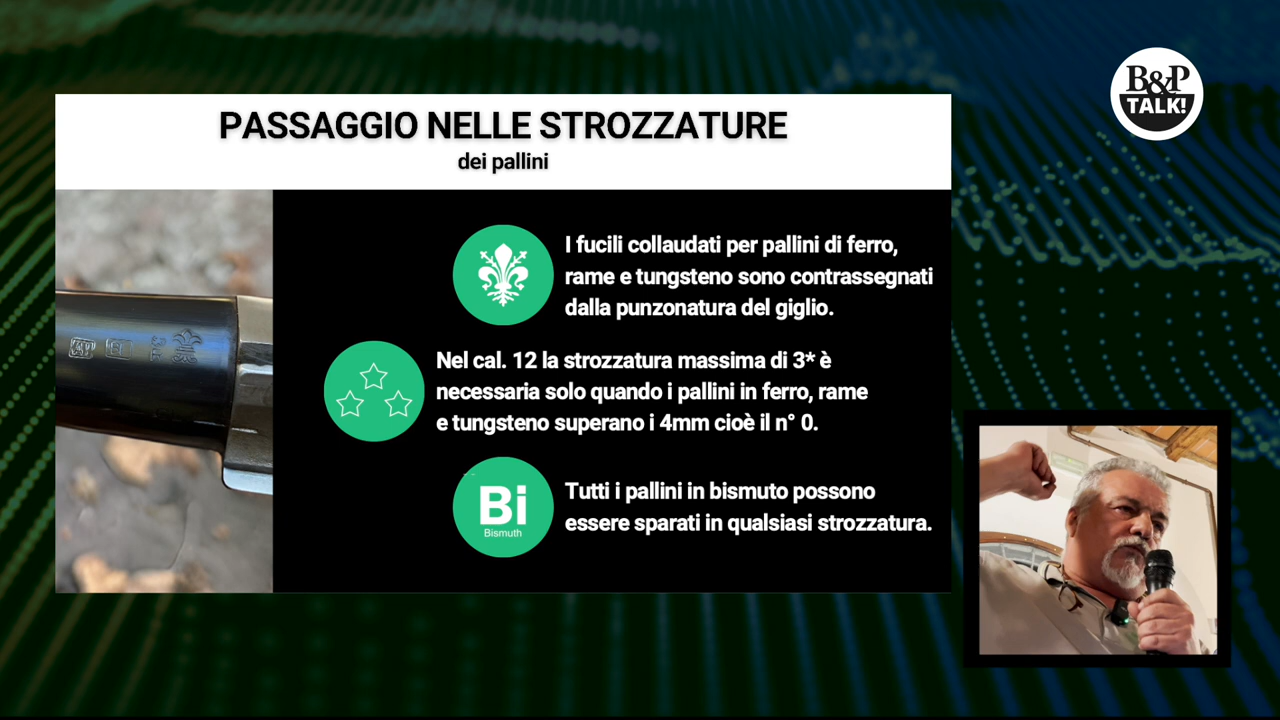 B&P
TALK!
PASSAGGIO NELLE STROZZATURE
dei pallini
I fucili collaudati per pallini di ferro,
rame e tungsteno sono contrassegnati
dalla punzonatura del giglio.
Nel cal. 12 la strozzatura massima di 3* è
necessaria solo quando i pallini in ferro, rame
e tungsteno superano i 4mm cioè il n° 0.
Bi
Bismuth
Tutti i pallini in bismuto possono
essere sparati in qualsiasi strozzatura.